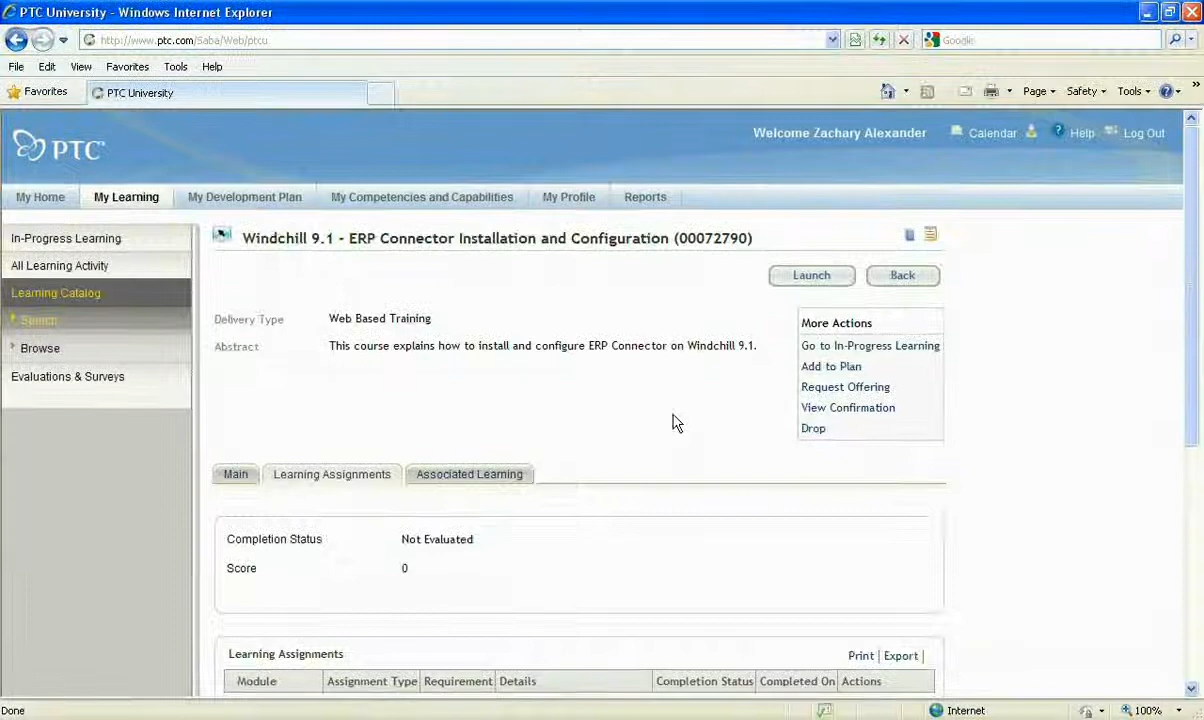 PTC University - Windows Internet Explorer
http://www.ptc.com/Saba/Web/ptcu
Google
File Edit View Favorites Tools Help
Favorites PTC University Page Safety Tools
PTC
Welcome Zachary Alexander Calendar Help Log Out
My Home My Learning My Development Plan My Competencies and Capabilities My Profile Reports
In-Progress Learning
All Learning Activity
Learning Catalog
Search
Browse
Evaluations & Surveys
Windchill 9.1 - ERP Connector Installation and Configuration (00072790)
Launch Back
Delivery Type Web Based Training
Abstract This course explains how to install and configure ERP Connector on Windchill 9.1.
More Actions
Go to In-Progress Learning
Add to Plan
Request Offering
View Confirmation
Drop
Main Learning Assignments Associated Learning
Completion Status Not Evaluated
Score 0
Learning Assignments Print | Export |
Module Assignment Type Requirement Details Completion Status Completed On Actions
Done Internet 100%